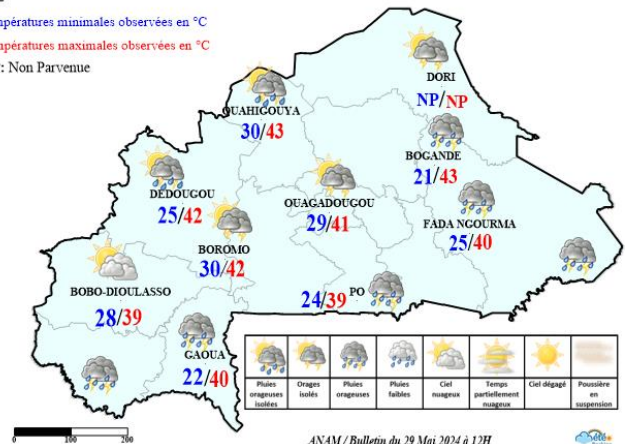 mpératures minimales observées en °C
mpératures maximales observées en °C
: Non Parvenue
DORI
NP/NP
OUAHIGOUYA
30/43
BOGANDE
21/43
DEDOUGOU
25/42
OUAGADOUGOU
29/41
FADA NGOURMA
25/40
BOROMO
30/42
BOBO-DIOULASSO
28/39
PO
24/39
GAOUA
22/40
Pluies orageuses isolées
Orages isolés
Pluies orageuses
Pluies faibles
Ciel nuageux
Temps partiellement nuageux
Ciel dégagé
Poussière en suspension
0 100 200
ANAM / Bulletin du 29 Mai 2024 à 12H